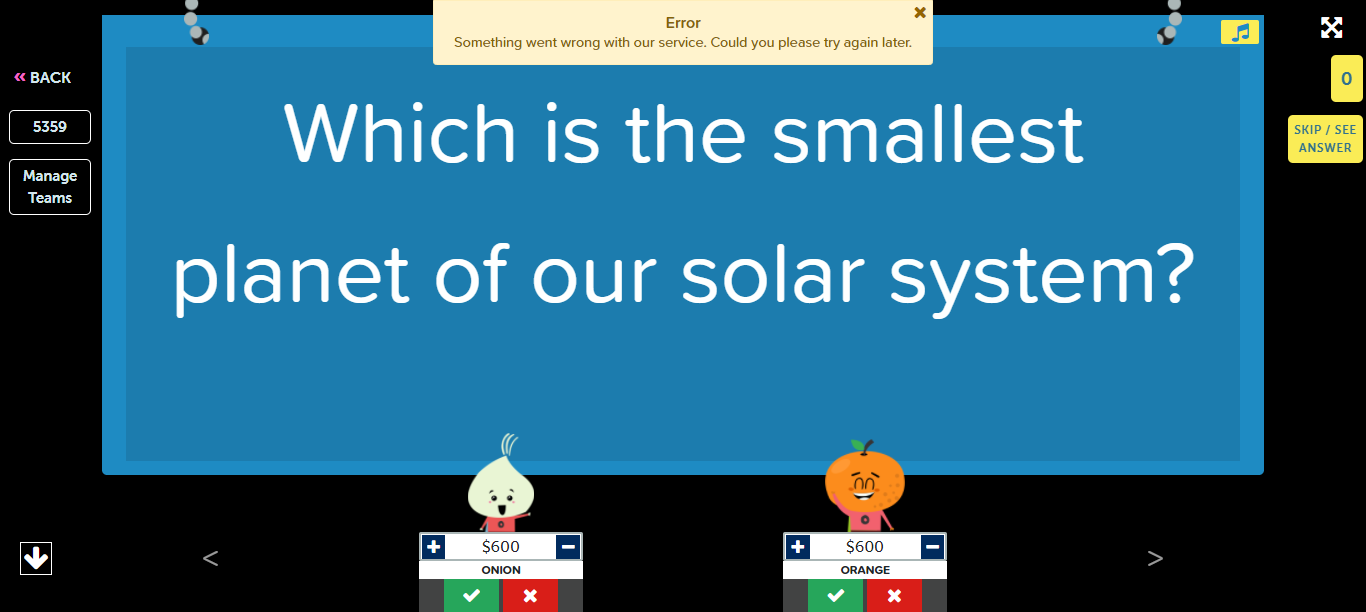 Error
Something went wrong with our service. Could you please try again later.
« BACK
0
5359
SKIP / SEE
ANSWER
Manage
Teams
Which is the smallest
planet of our solar system?
< >
$600 $600
ONION ORANGE